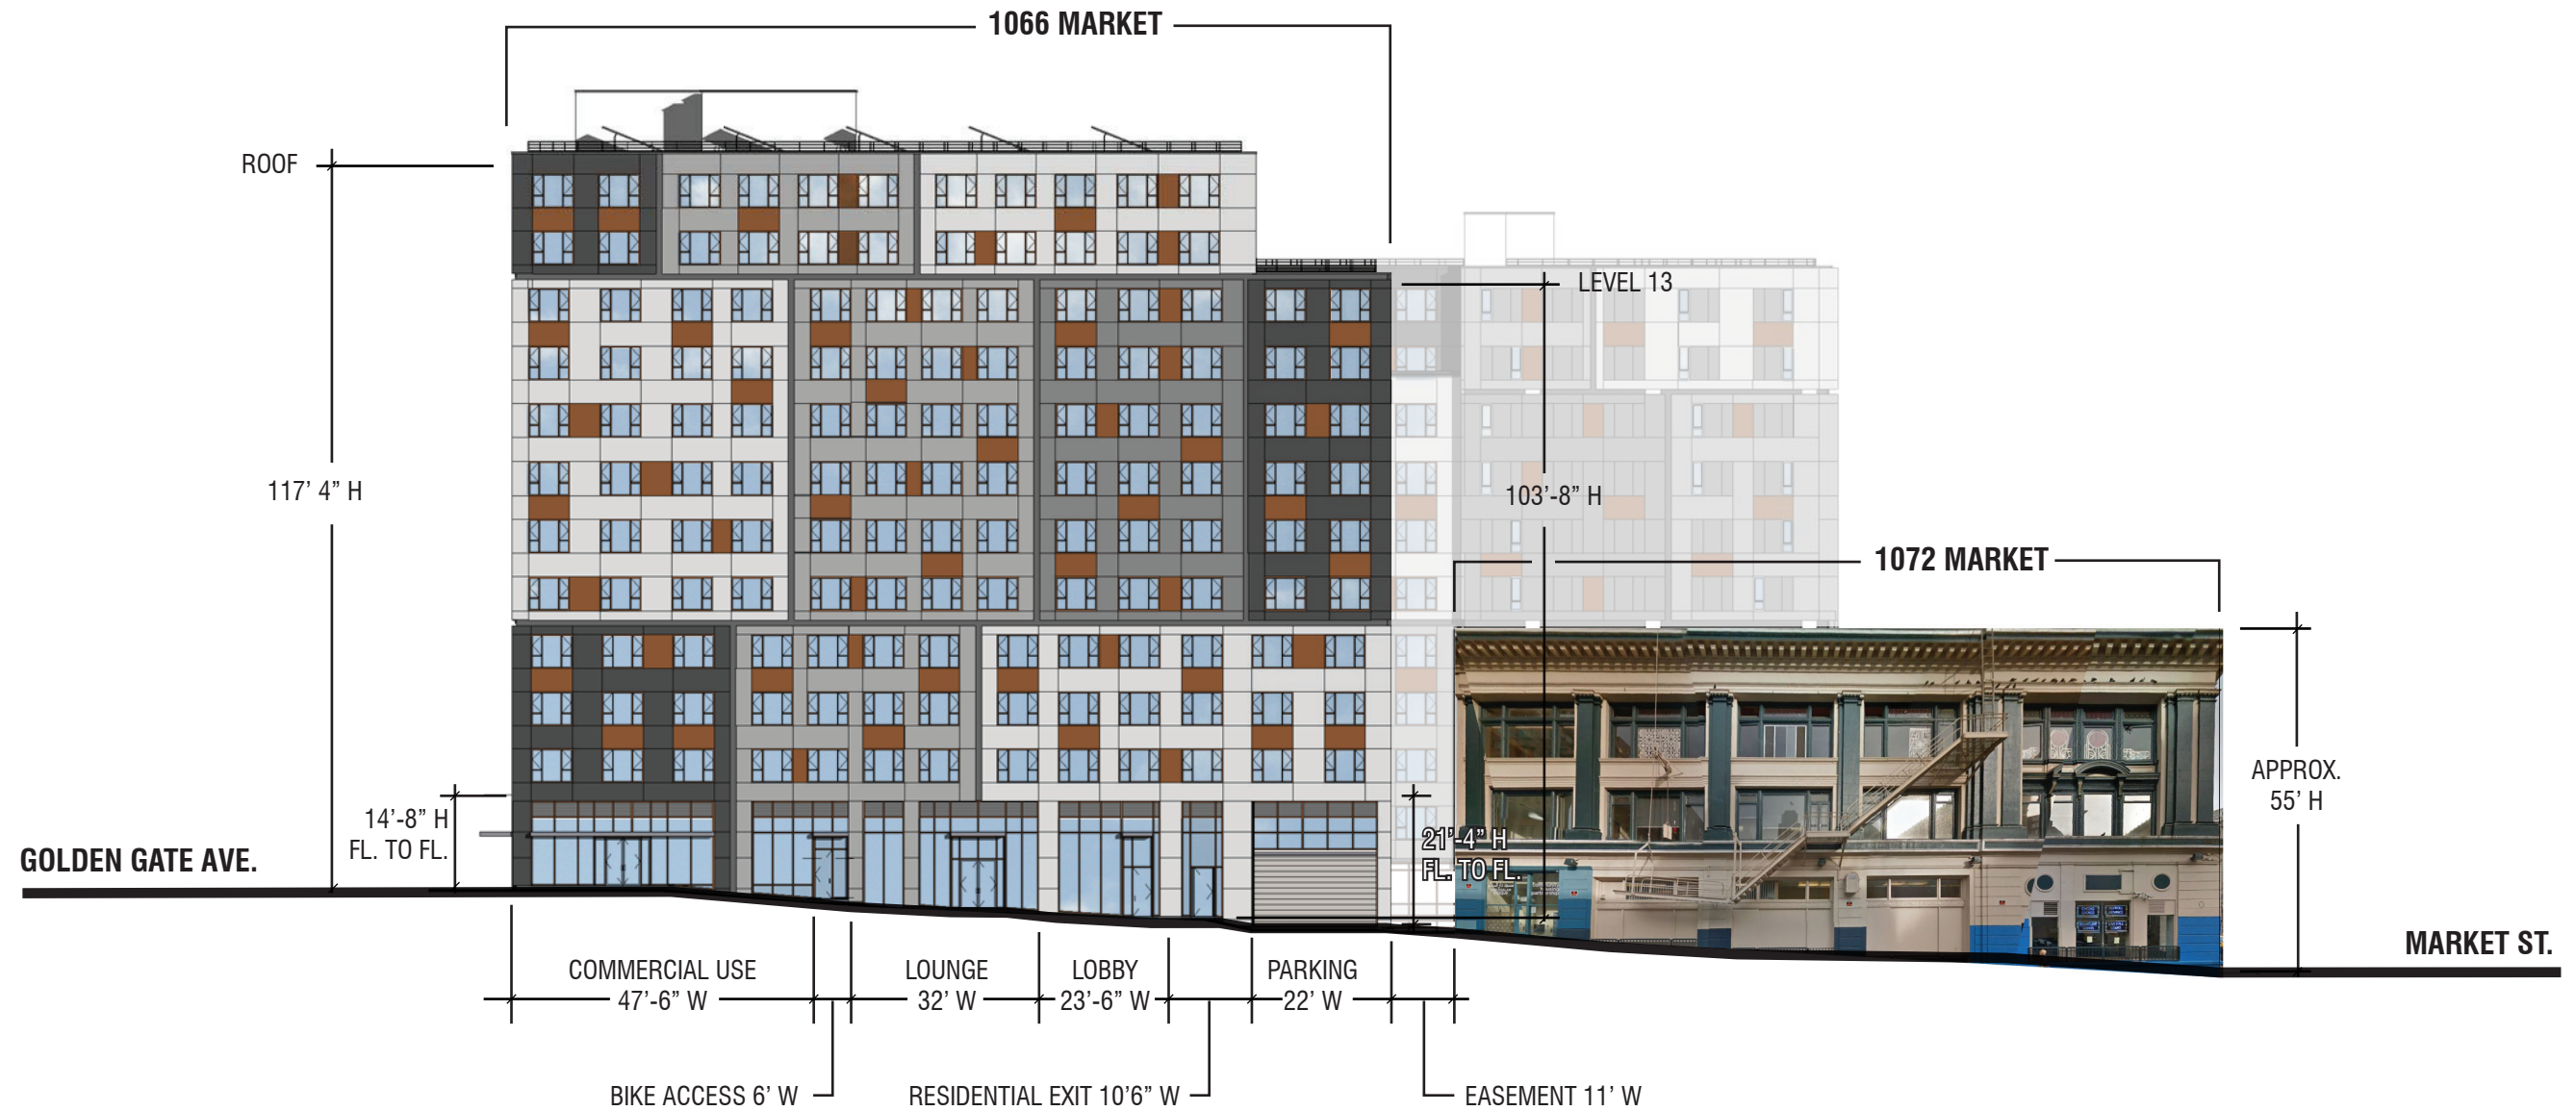 1066 MARKET
ROOF
LEVEL 13
117’ 4” H
103’-8” H
1072 MARKET
APPROX.
55’ H
14’-8” H
FL. TO FL.
21’-4” H
FL. TO FL.
GOLDEN GATE AVE.
MARKET ST.
COMMERCIAL USE
47’-6” W
LOUNGE
32’ W
LOBBY
23’-6” W
PARKING
22’ W
BIKE ACCESS 6’ W
RESIDENTIAL EXIT 10’6” W
EASEMENT 11’ W